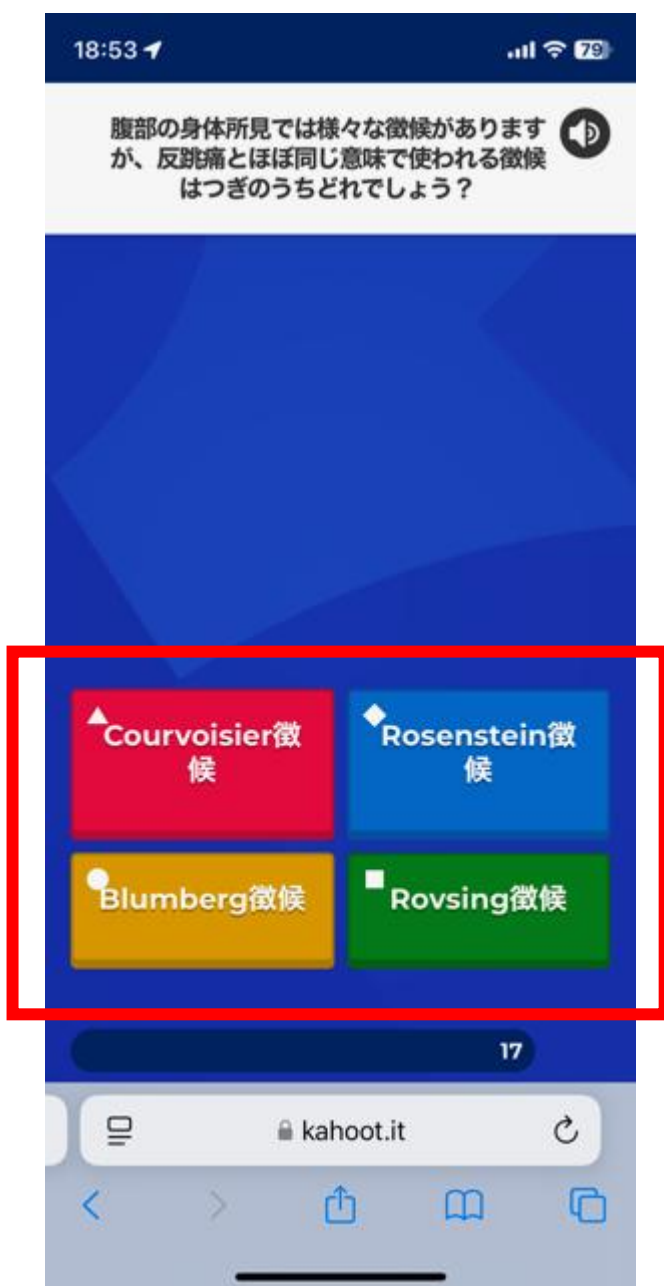 18:53
79
腹部の身体所見では様々な徴候があります
が、反跳痛とほぼ同じ意味で使われる徴候
はつぎのうちどれでしょう？
Courvoisier徴
候
Rosenstein徴
候
Blumberg徴候
Rovsing徴候
17
kahoot.it